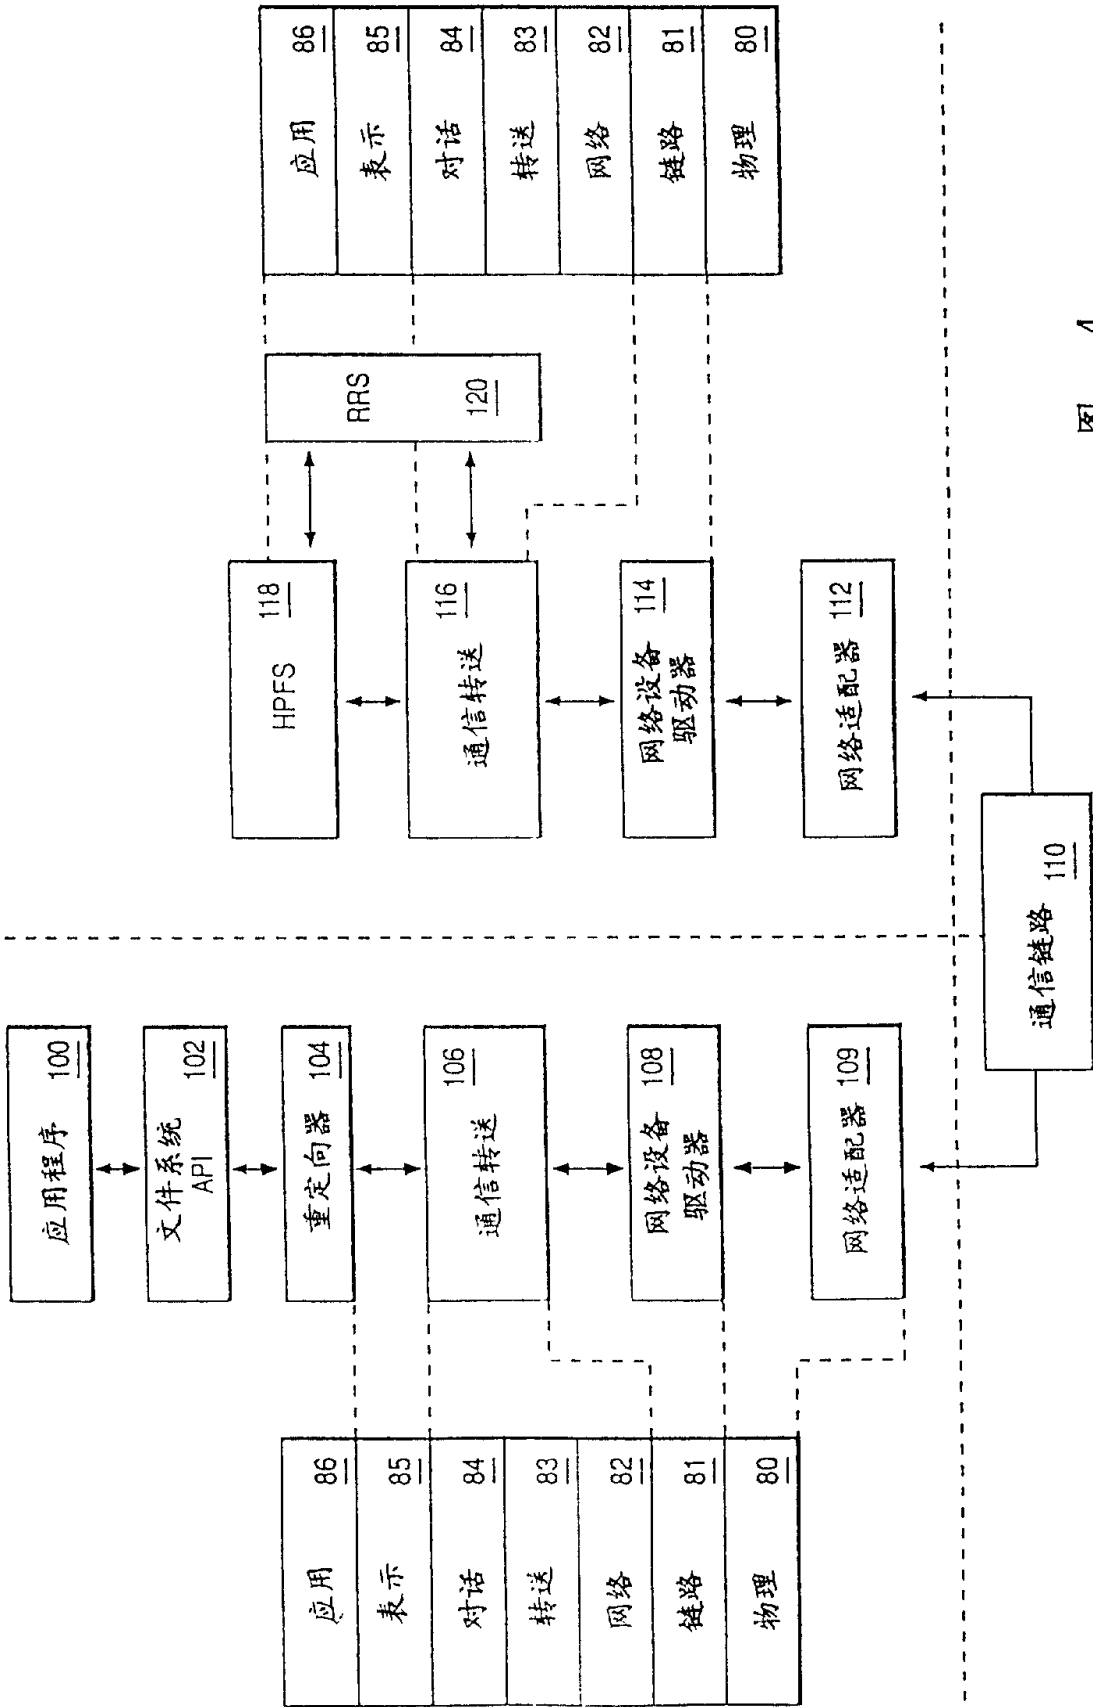 应用 86
表示 85
对话 84
转送 83
网络 82
链路 81
物理 80
应用程序 100
文件系统 102
API
重定向器 104
通信转送 106
网络设备 108
驱动器
网络适配器 109
通信链路 110
HPFS 118
通信转送 116
网络设备 114
驱动器
网络适配器 112
RRS 120
应用 86
表示 85
对话 84
转送 83
网络 82
链路 81
物理 80